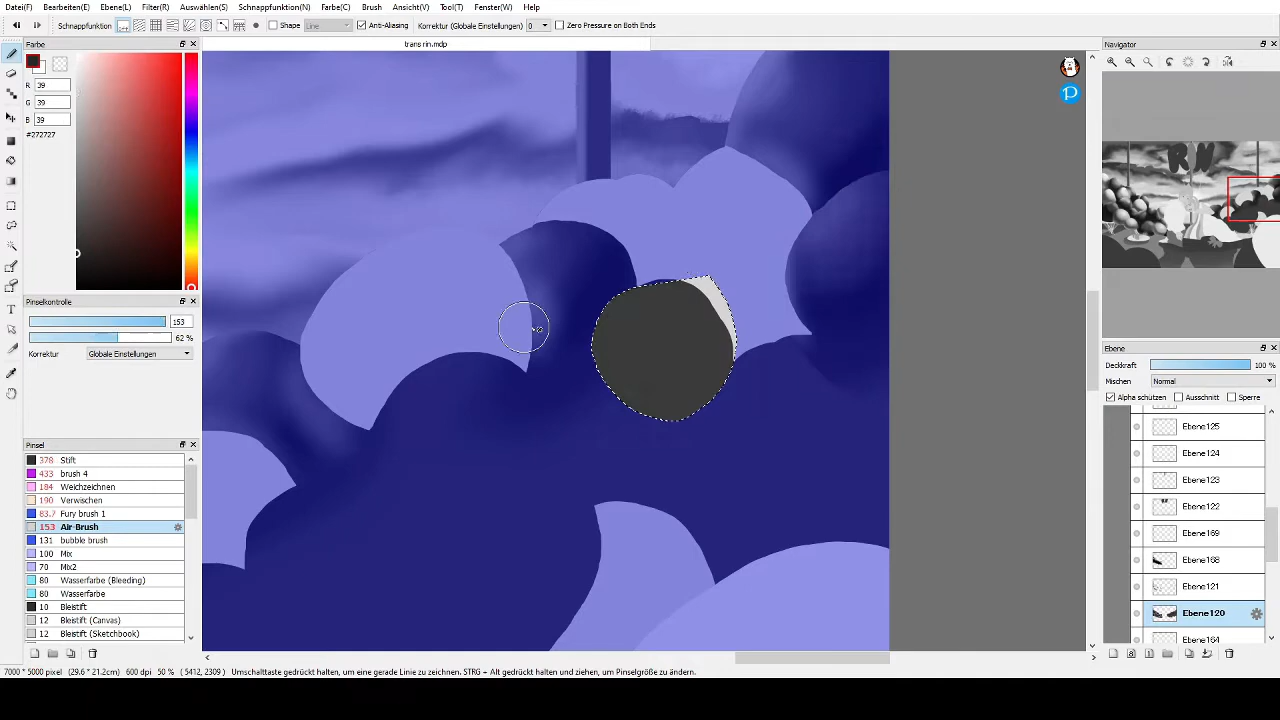 Datei(F) Bearbeiten(E) Ebene(L) Filter(R) Auswählen(S) Schnappfunktion(N) Farbe(C) Brush Ansicht(V) Tool(T) Fenster(W) Help
Schnappfunktion Shape Line Anti-Aliasing Korrektur (Globale Einstellungen) 0 Zero Pressure on Both Ends
Farbe
trans rin.mdp
Navigator
R 39
G 39
B 39
#272727
Pinselkontrolle
153
62 %
Korrektur Globale Einstellungen
Pinsel
378 Stift
433 brush 4
184 Weichzeichnen
190 Verwischen
83.7 Fury brush 1
153 Air-Brush
131 bubble brush
100 Mix
70 Mix2
80 Wasserfarbe (Bleeding)
80 Wasserfarbe
10 Bleistift
12 Bleistift (Canvas)
12 Bleistift (Sketchbook)
Ebene
Deckkraft 100 %
Mischen Normal
Alpha schützen Ausschnitt Sperre
Ebene125
Ebene124
Ebene123
Ebene122
Ebene169
Ebene168
Ebene121
Ebene120
Ebene164
7000 * 5000 pixel (29.6 * 21.2cm) 600 dpi 50 % ( 5412, 2309 ) Umschalttaste gedrückt halten, um eine gerade Linie zu zeichnen. STRG + Alt gedrückt halten und ziehen, um Pinselgröße zu ändern.